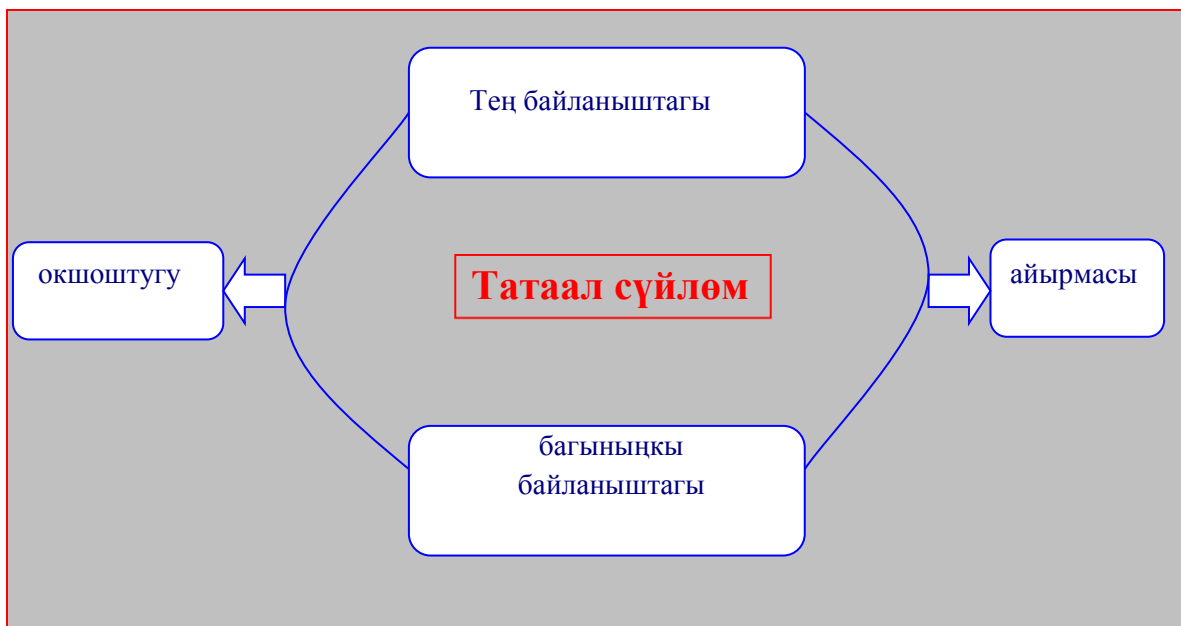 Тең байланыштагы
окшоштугу
Татаал сүйлөм
айырмасы
багыныңкы
байланыштагы